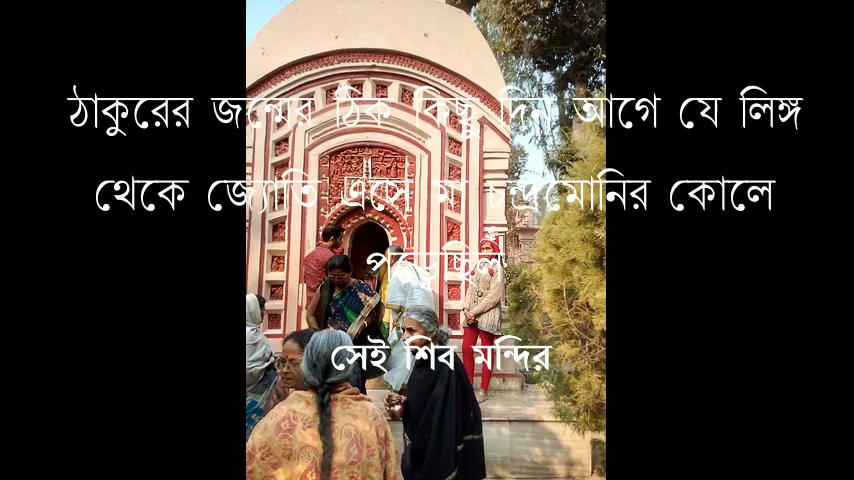 ঠাকুরের জন্মের ঠিক কিছু দিন আগে যে লিঙ্গ
থেকে জ্যোতি এসে মা চন্দ্রমোনির কোলে
পড়েছিল
সেই শিব মন্দির